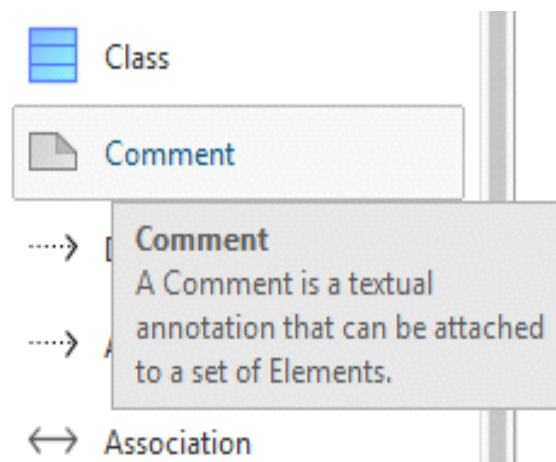 Class
Comment
Comment
A Comment is a textual
annotation that can be attached
to a set of Elements.
Association